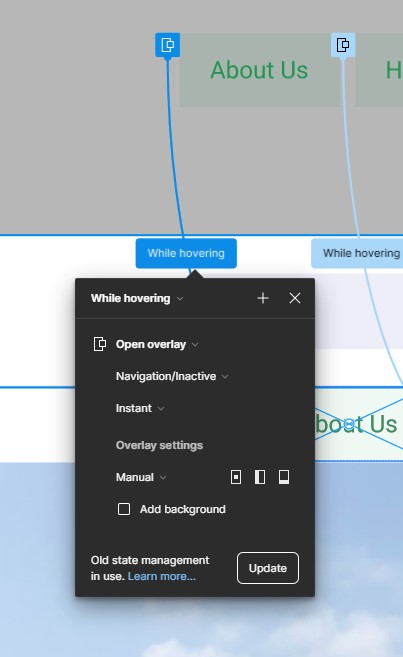 About Us
H
While hovering
While hovering
While hovering
Open overlay
Navigation/Inactive
Instant
bout Us
Overlay settings
Manual
Add background
Old state management
in use. Learn more...
Update